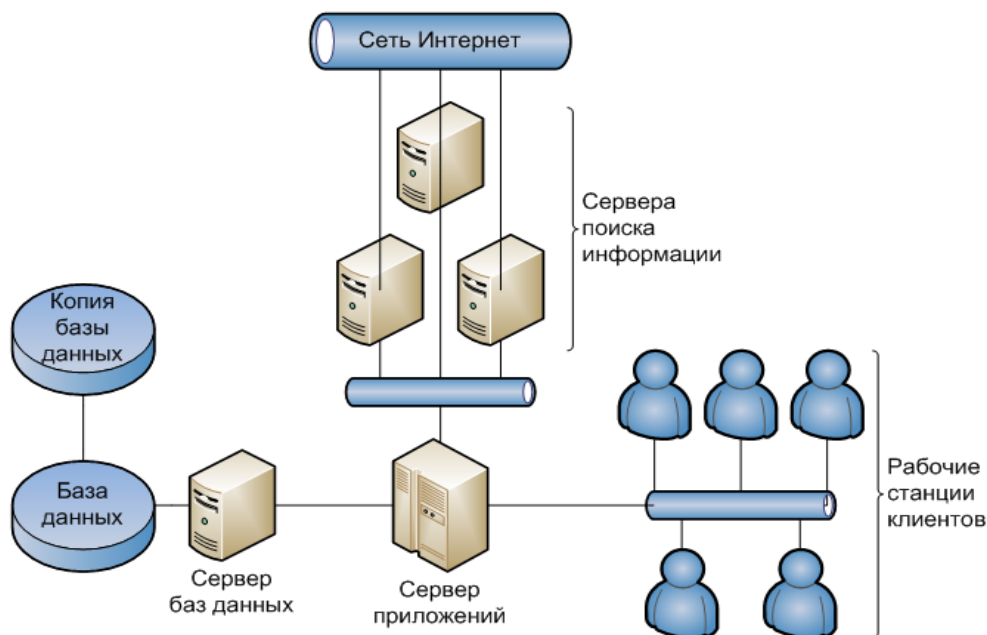 Сеть Интернет
Сервера
поиска
информации
Копия
базы
данных
База
данных
Сервер
баз данных
Сервер
приложений
Рабочие
станции
клиентов